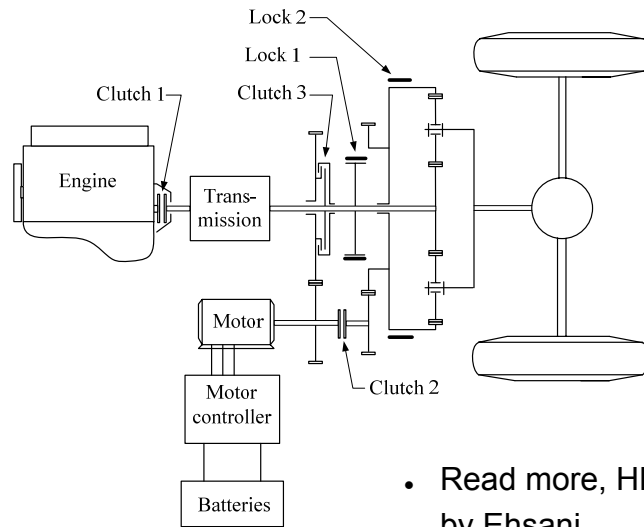 Lock 2
Lock 1
Clutch 1
Clutch 3
Engine
Trans-
mission
Motor
Clutch 2
Motor
controller
Batteries
• Read more, HI
by Ehsani